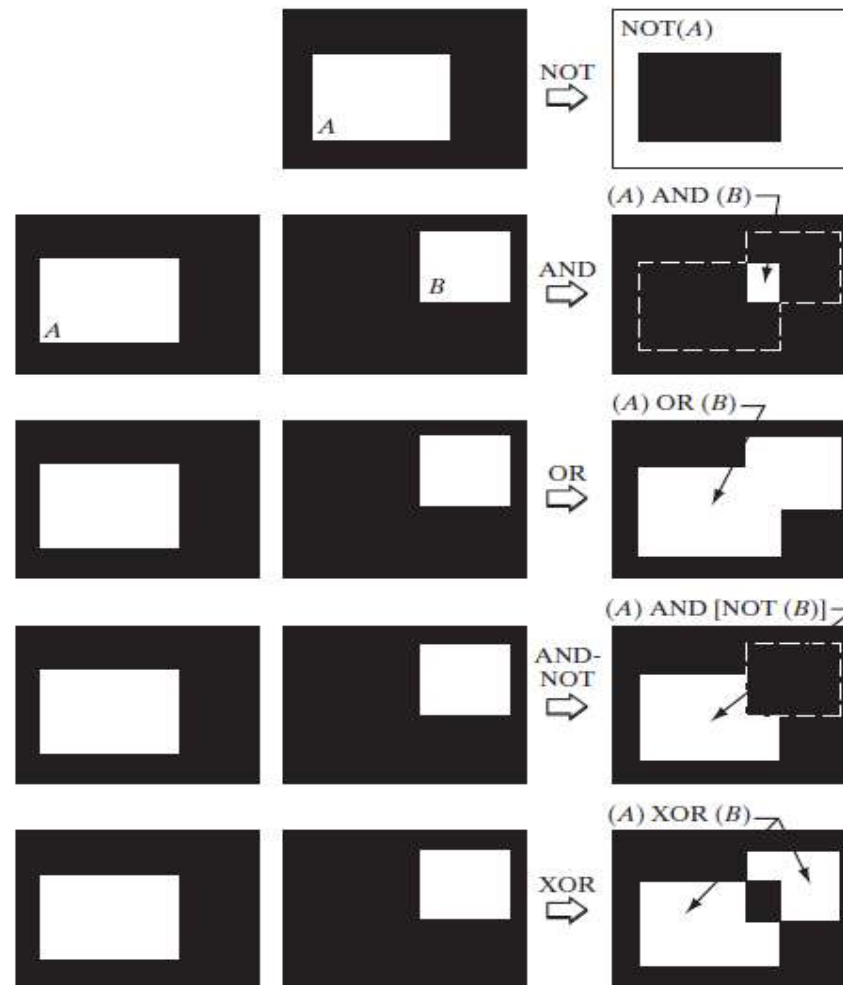 NOT(A)
NOT
A
(A) AND (B)
AND
A
B
(A) OR (B)
OR
(A) AND [NOT (B)]
AND-
NOT
(A) XOR (B)
XOR